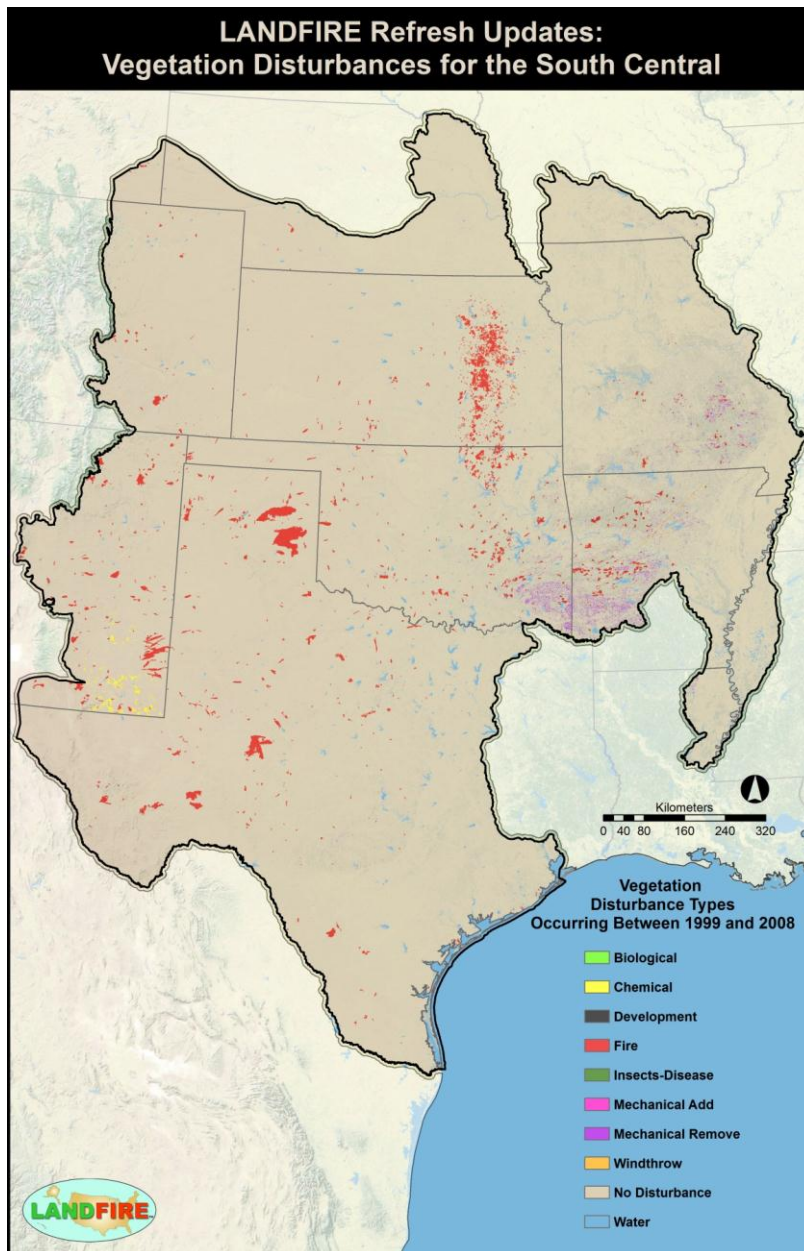 LANDFIRE Refresh Updates:
Vegetation Disturbances for the South Central
Kilometers
0 40 80 160 240 320
Vegetation
Disturbance Types
Occurring Between 1999 and 2008
Biological
Chemical
Development
Fire
Insects-Disease
Mechanical Add
Mechanical Remove
Windthrow
No Disturbance
Water
LANDFIRE